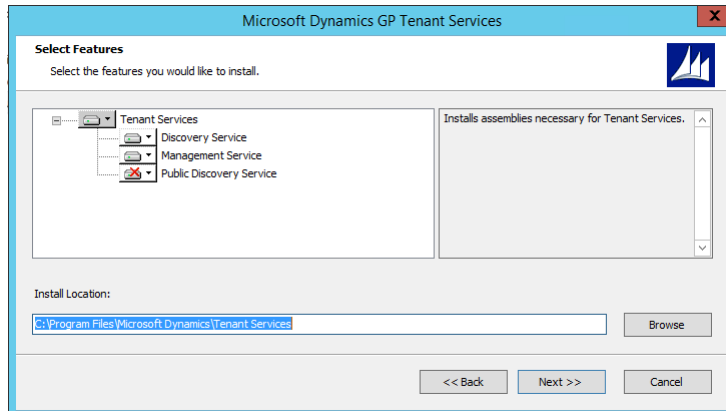 Microsoft Dynamics GP Tenant Services
X
Select Features
Select the features you would like to install.
Tenant Services
Discovery Service
Management Service
Public Discovery Service
Installs assemblies necessary for Tenant Services.
Install Location:
C:\Program Files\Microsoft Dynamics\Tenant Services
Browse
<< Back
Next >>
Cancel